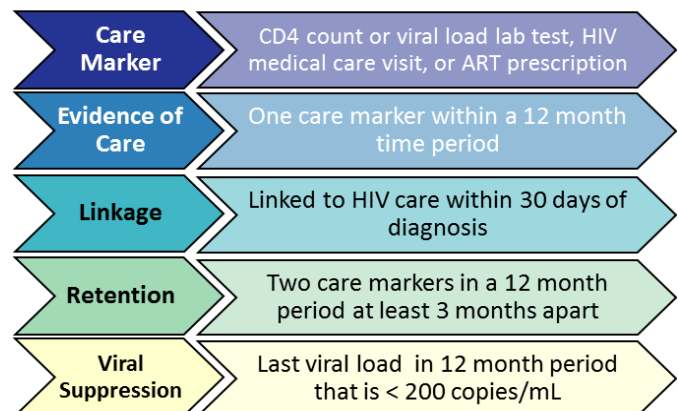 Care
Marker
CD4 count or viral load lab test, HIV
medical care visit, or ART prescription
Evidence of
Care
One care marker within a 12 month
time period
Linkage
Linked to HIV care within 30 days of
diagnosis
Retention
Two care markers in a 12 month
period at least 3 months apart
Viral
Suppression
Last viral load in 12 month period
that is < 200 copies/mL